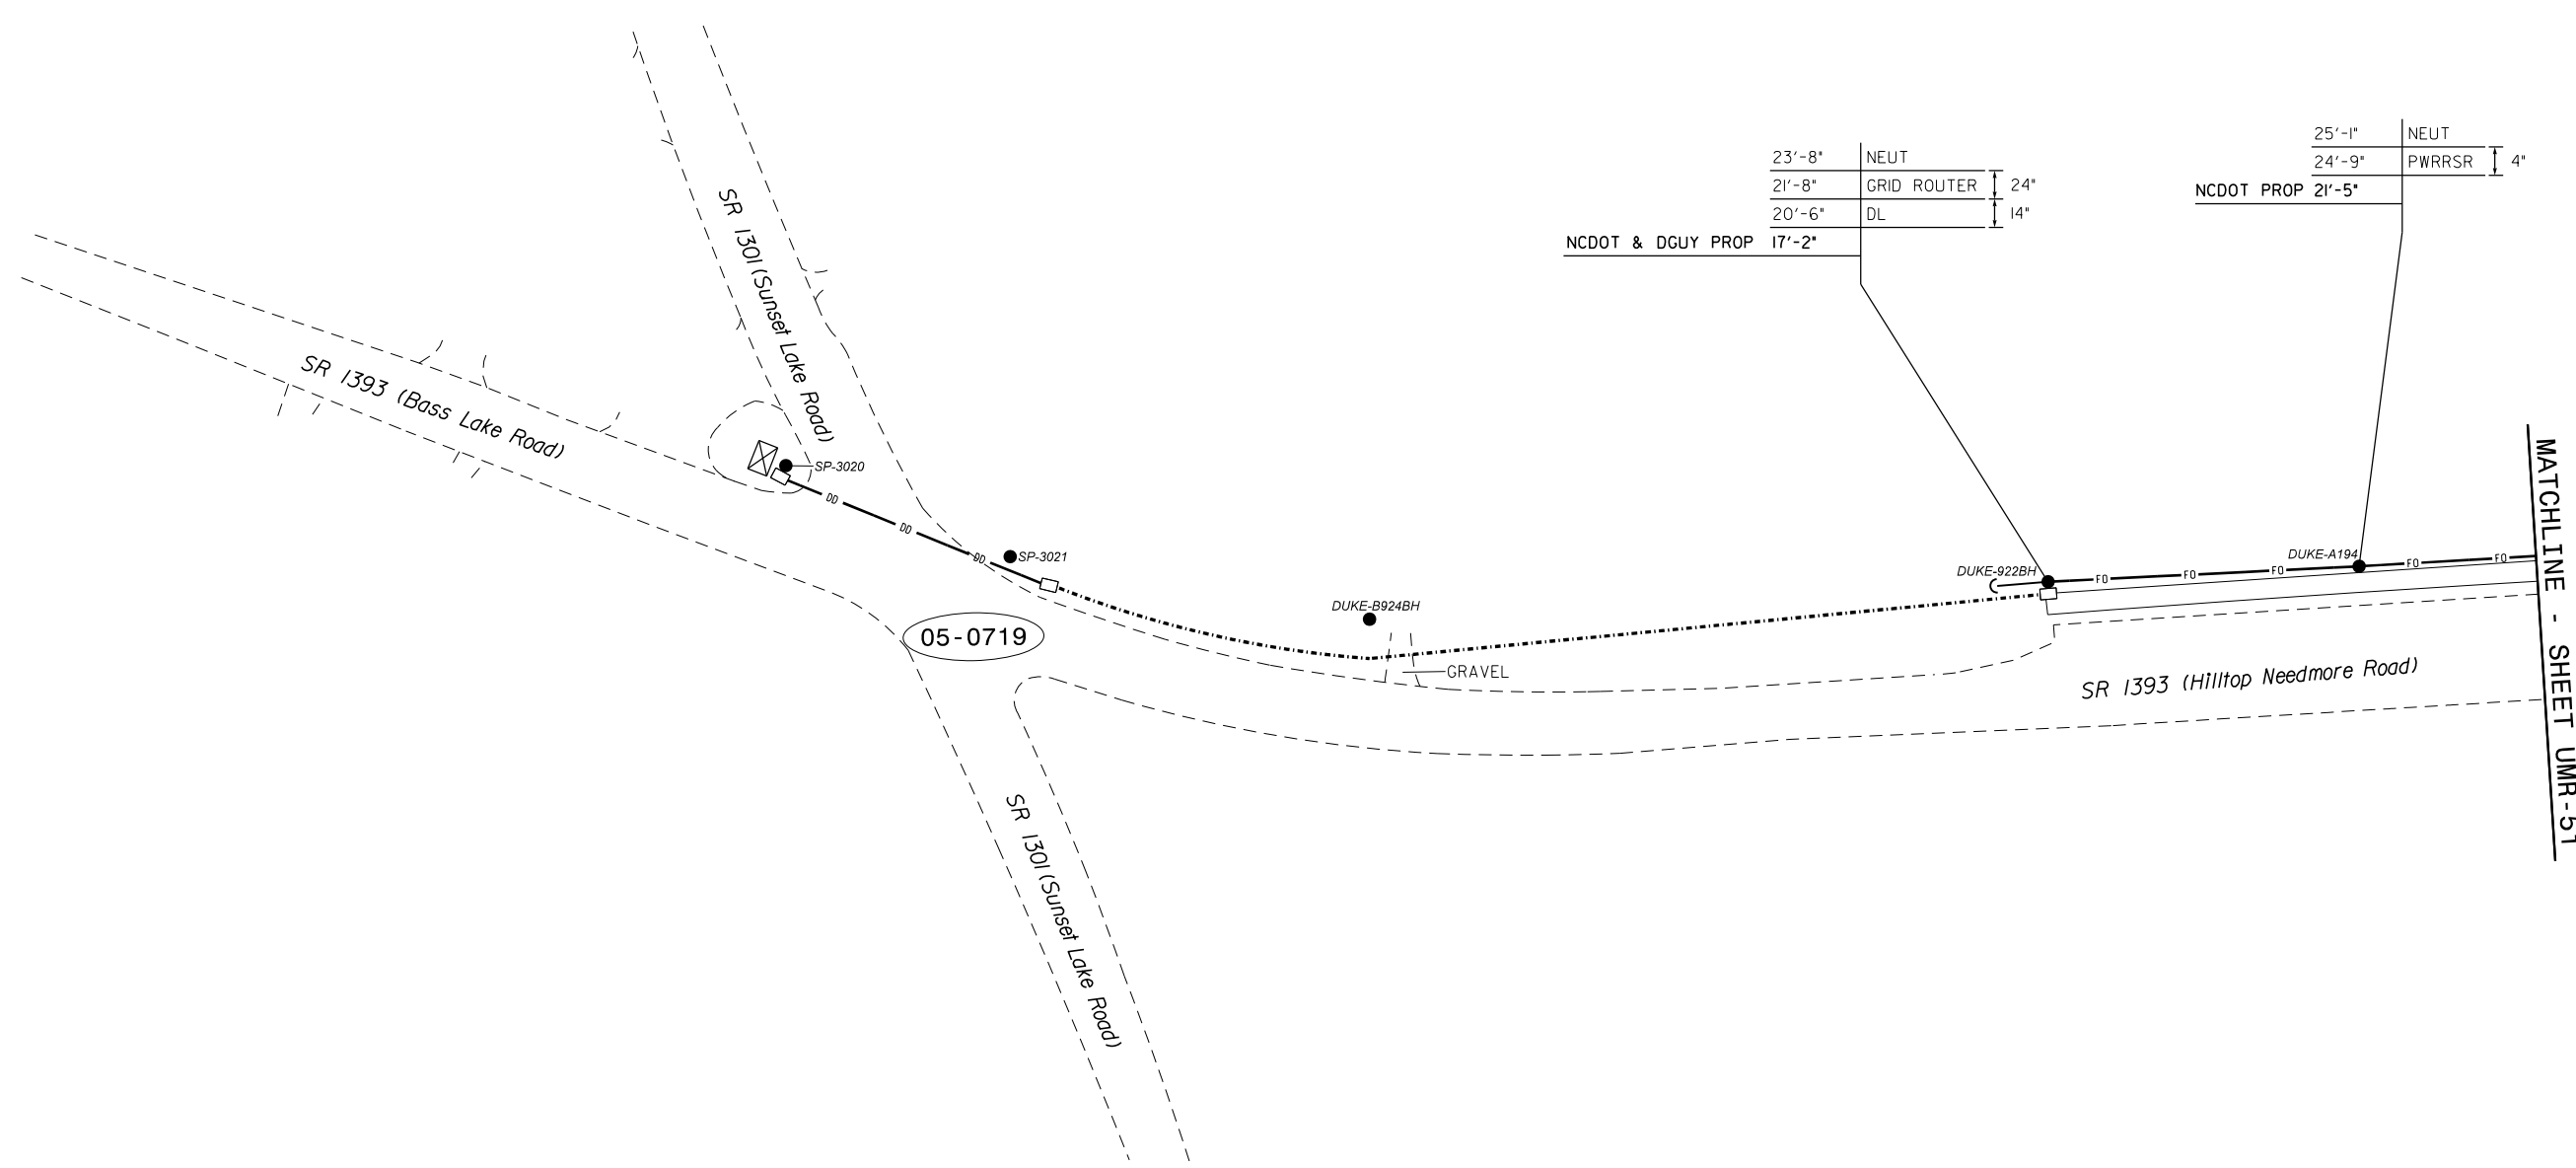 25'-1" NEUT
24'-9" PWRRSR 4"
NCDOT PROP 21'-5"
23'-8" NEUT
21'-8" GRID ROUTER 24"
20'-6" DL 14"
NCDOT & DGUY PROP 17'-2"
SR 1301 (Sunset Lake Road)
SR 1393 (Bass Lake Road)
SP-3020
DD
DD
DD
SP-3021
DUKE-B924BH
05-0719
GRAVEL
DUKE-922BH
DUKE-A194
FO
FO
FO
FO
FO
SR 1393 (Hilltop Needmore Road)
MATCHLINE - SHEET UMR-51
SR 1301 (Sunset Lake Road)